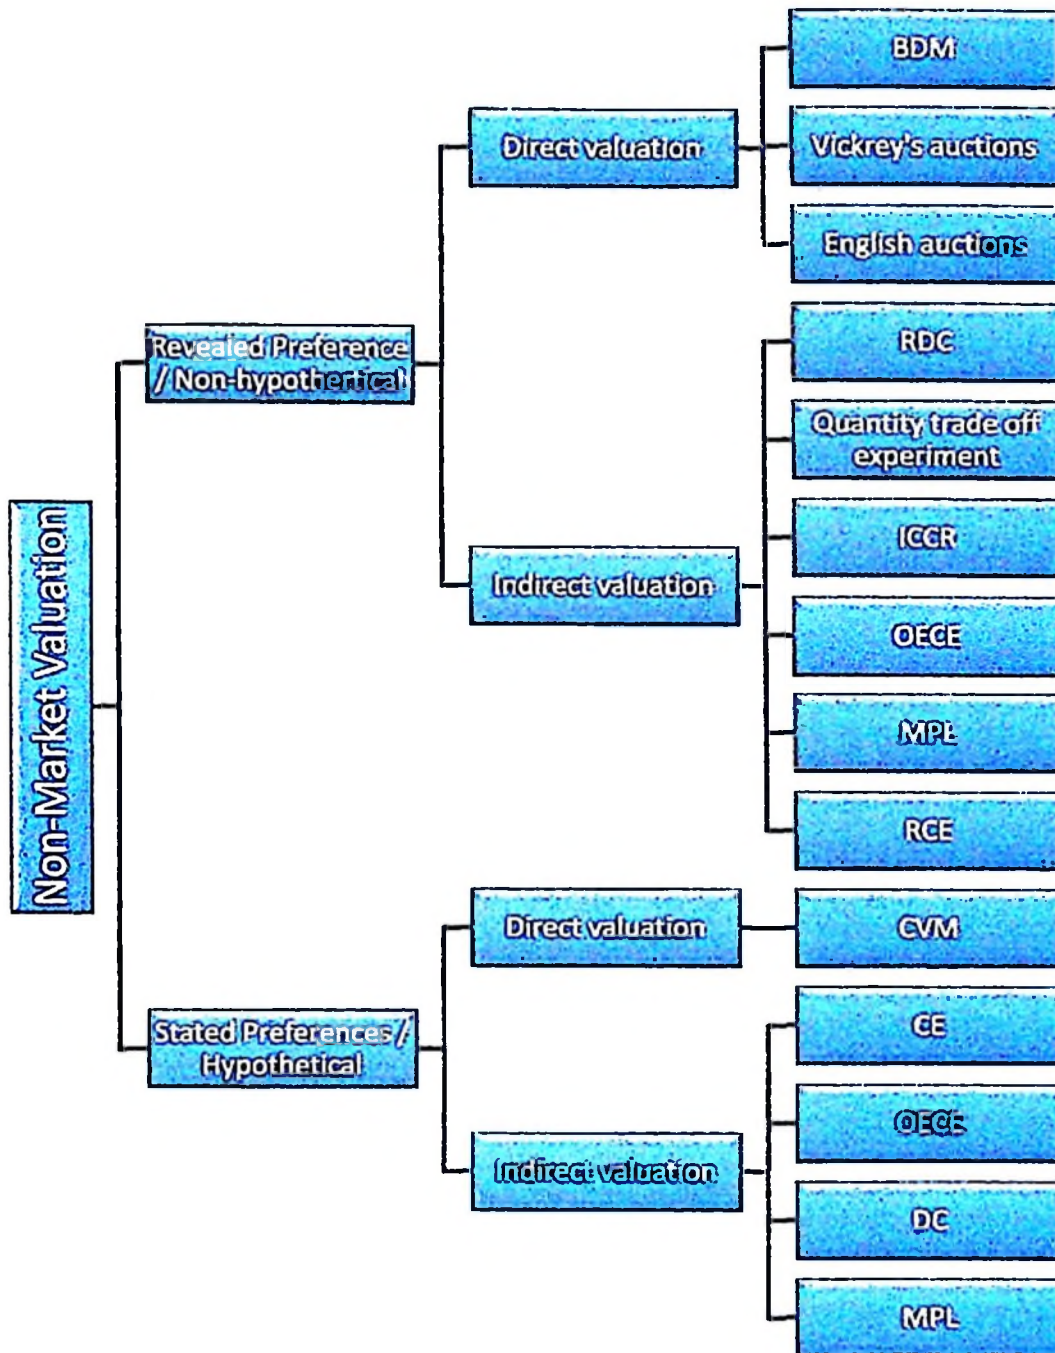 BDM
Direct valuation
Vickrey's auctions
English auctions
Revealed Preference
/ Non-hypothertical
RDC
Quantity trade off
experiment
ICCR
Indirect valuation
OECE
MPL
RCE
Non-Market Valuation
Direct valuation
CVM
Stated Preferences /
Hypothetical
CE
OECE
Indirect valuation
DC
MPL